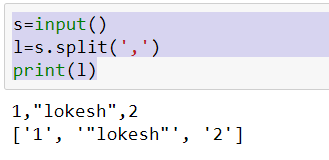 s=input()
l=s.split(',')
print(l)
1,"lokesh",2
['1', '"lokesh"', '2']